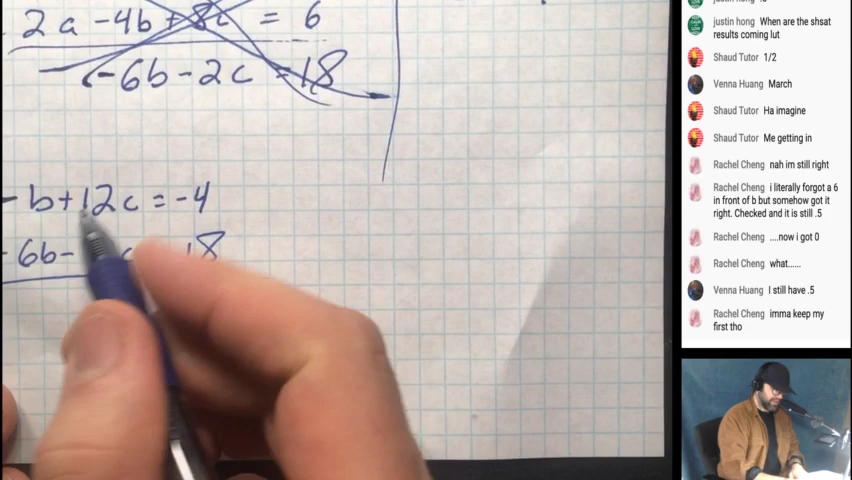 2a - 4b + 8c = 6
-6b - 2c = 18
- b + 12c = -4
-6b - c 18
justin hong When are the shsat
results coming lut
Shaud Tutor 1/2
Venna Huang March
Shaud Tutor Ha imagine
Shaud Tutor Me getting in
Rachel Cheng nah im still right
Rachel Cheng i literally forgot a 6
in front of b but somehow got it
right. Checked and it is still .5
Rachel Cheng ....now i got 0
Rachel Cheng what......
Venna Huang I still have .5
Rachel Cheng imma keep my
first tho